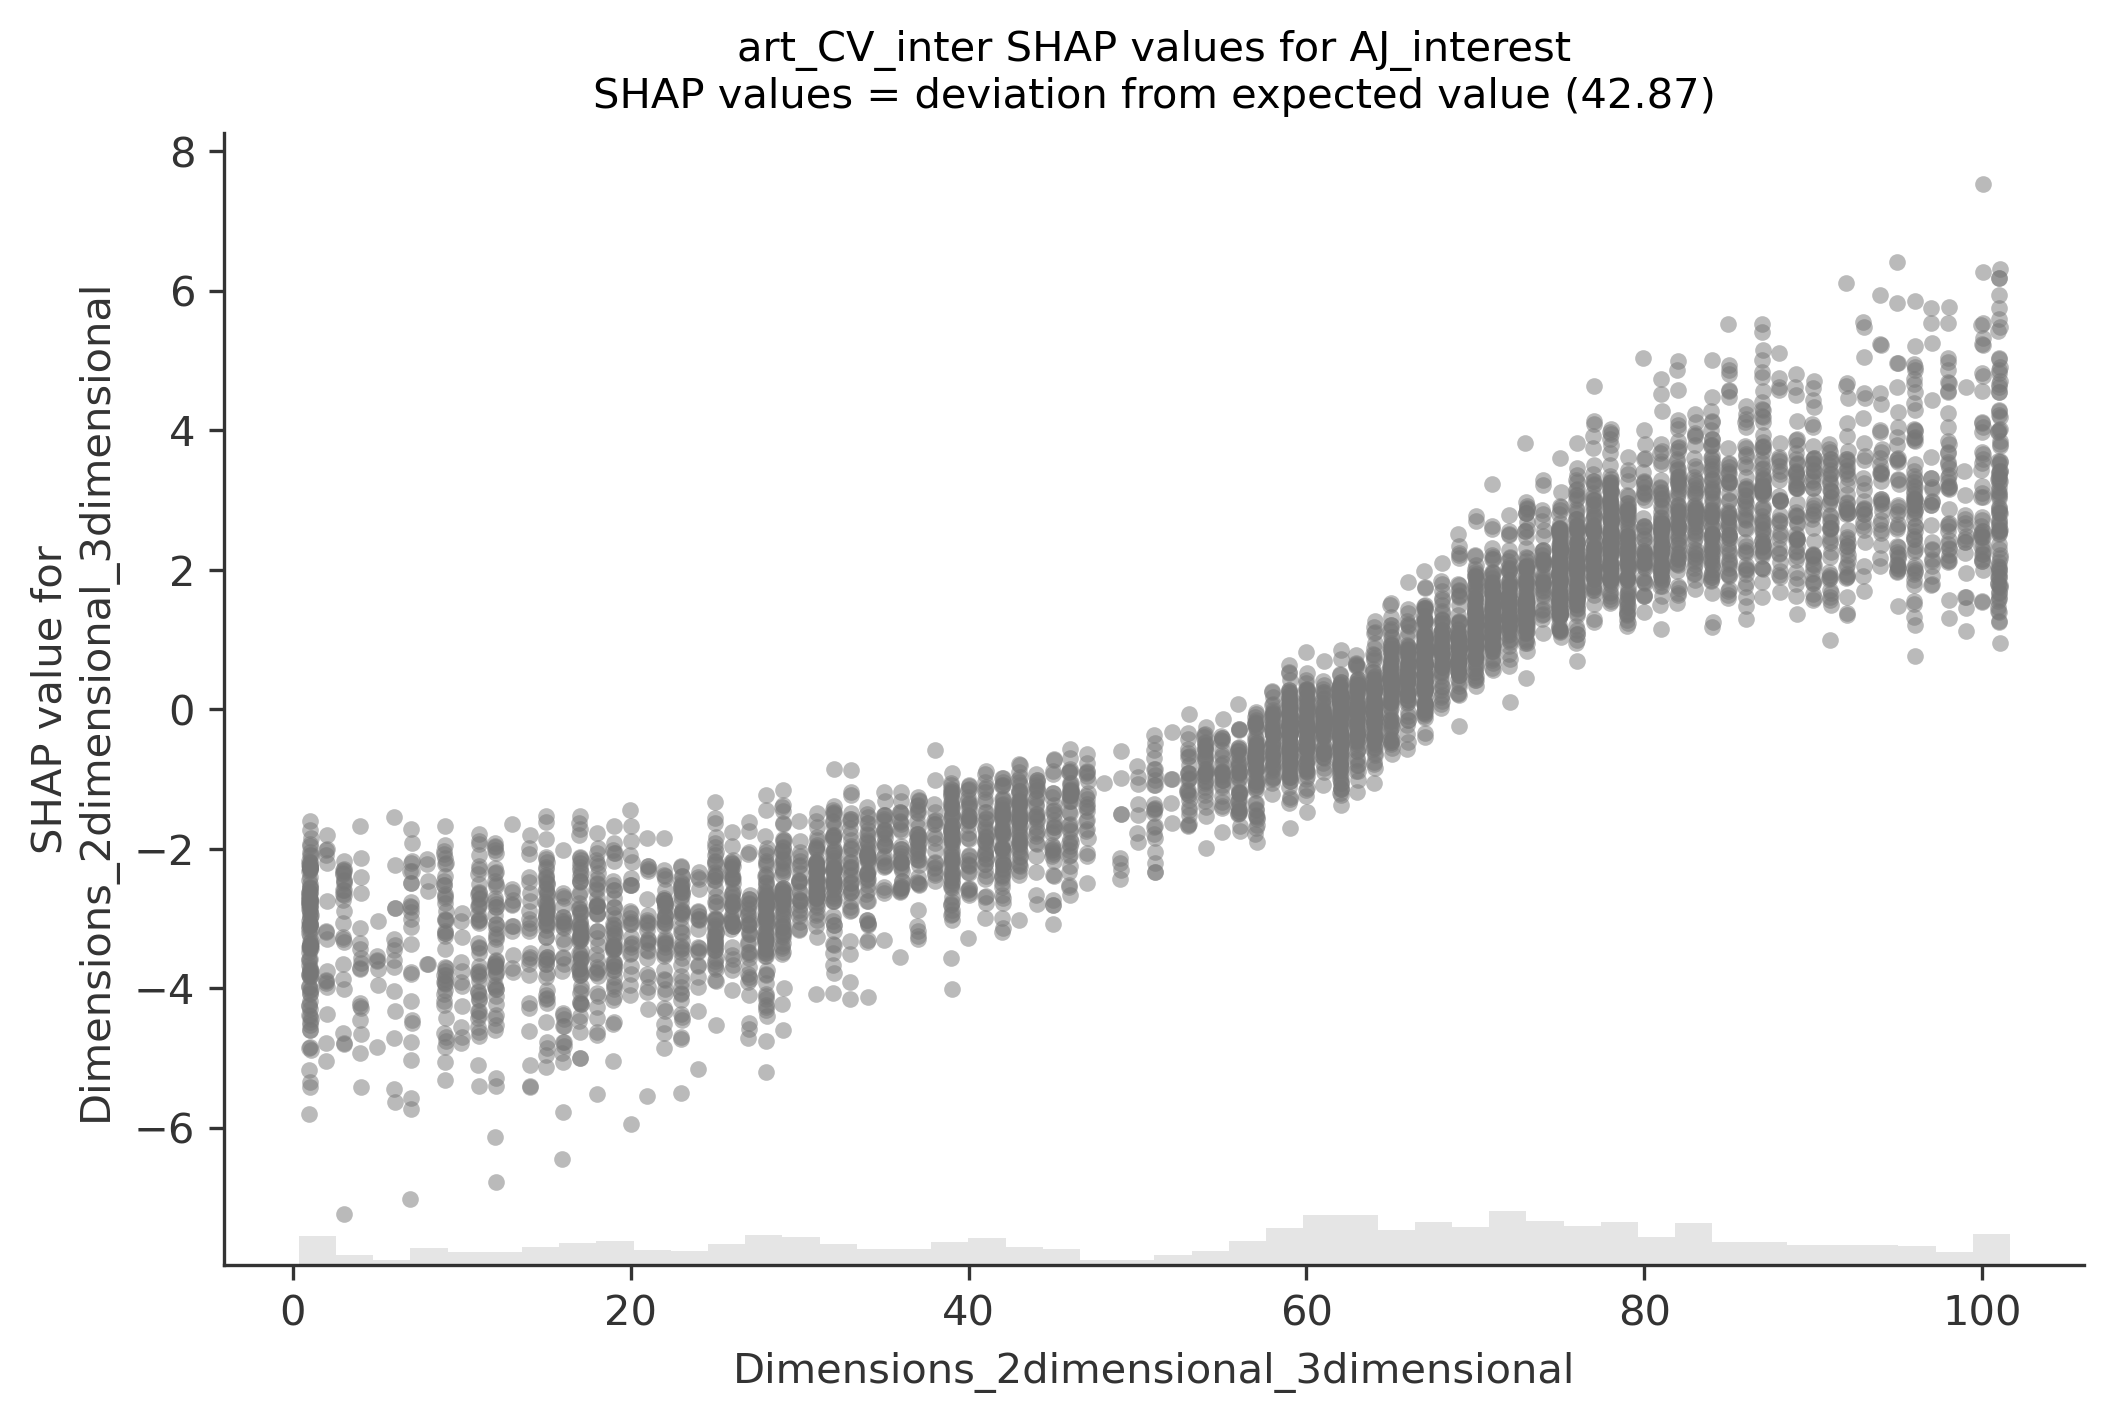 art_CV_inter SHAP values for AJ_interest
SHAP values = deviation from expected value (42.87)
8
6
4
2
0
−2
−4
−6
SHAP value for
Dimensions_2dimensional_3dimensional
0
20
40
60
80
100
Dimensions_2dimensional_3dimensional